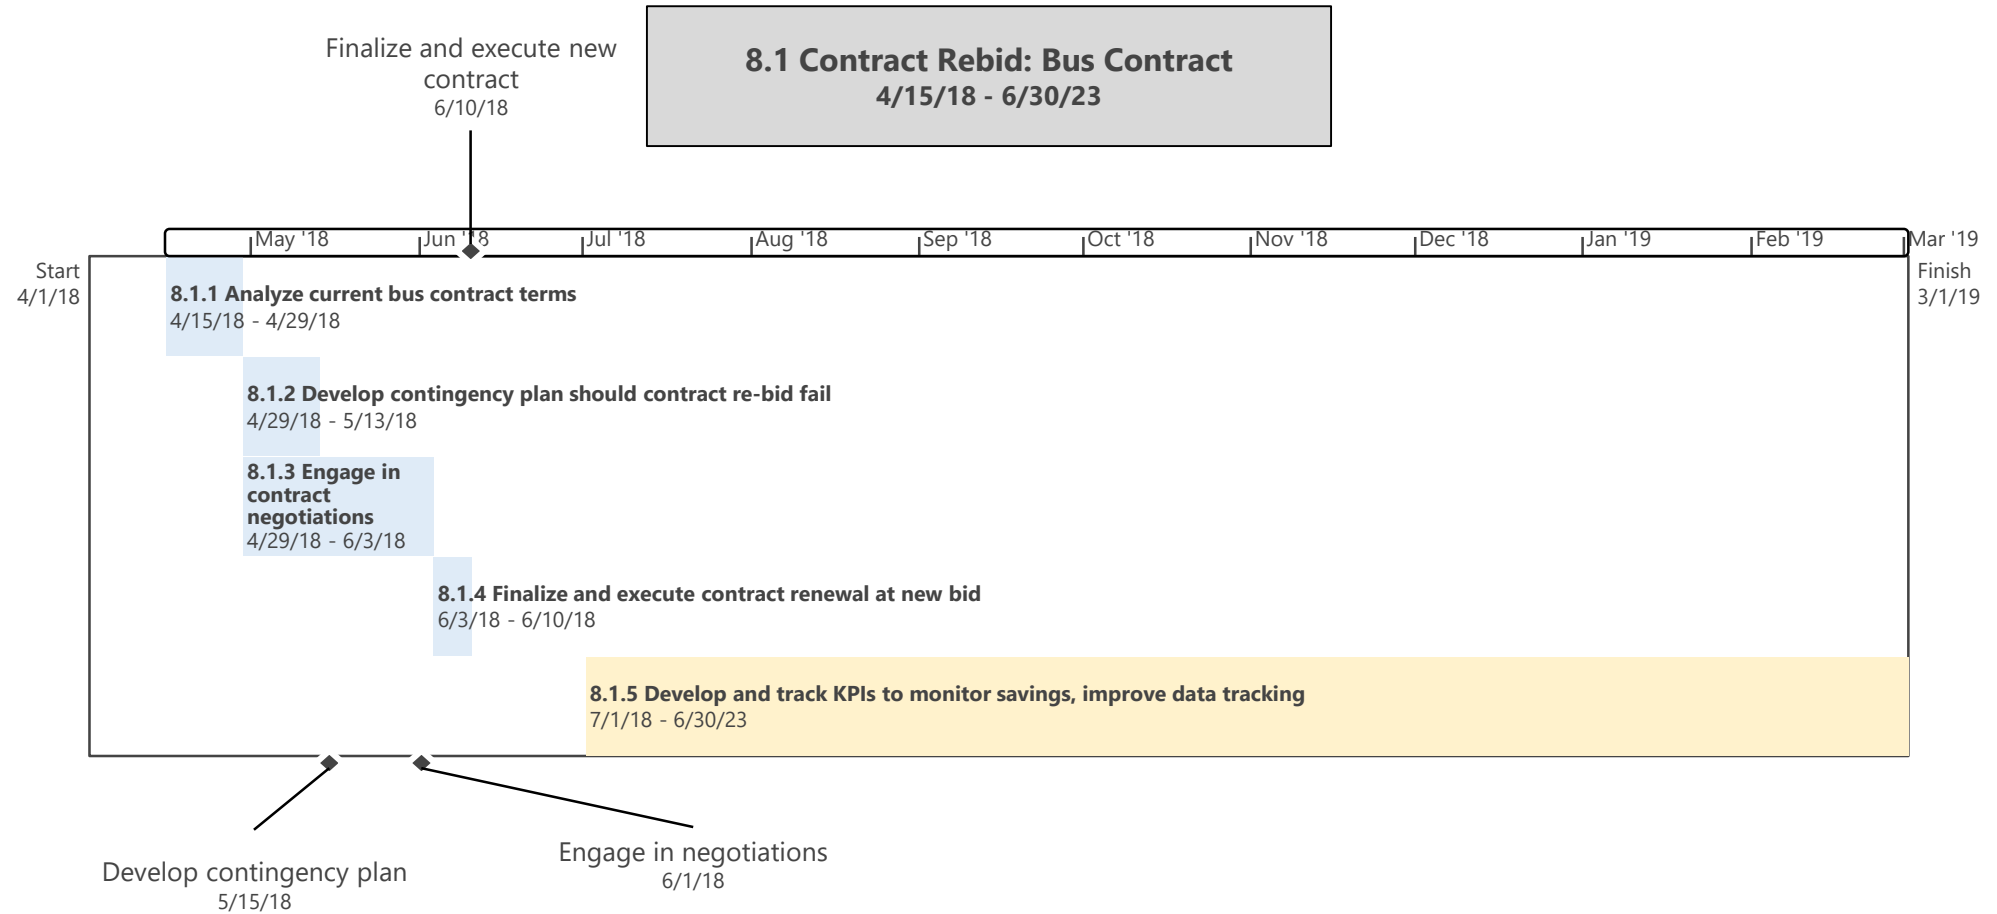 Finalize and execute new
contract
6/10/18
8.1 Contract Rebid: Bus Contract
4/15/18 - 6/30/23
May '18
Jun '18
Jul '18
Aug '18
Sep '18
Oct '18
Nov '18
Dec '18
Jan '19
Feb '19
Mar '19
Start
4/1/18
Finish
3/1/19
8.1.1 Analyze current bus contract terms
4/15/18 - 4/29/18
8.1.2 Develop contingency plan should contract re-bid fail
4/29/18 - 5/13/18
8.1.3 Engage in
contract
negotiations
4/29/18 - 6/3/18
8.1.4 Finalize and execute contract renewal at new bid
6/3/18 - 6/10/18
8.1.5 Develop and track KPIs to monitor savings, improve data tracking
7/1/18 - 6/30/23
Develop contingency plan
5/15/18
Engage in negotiations
6/1/18